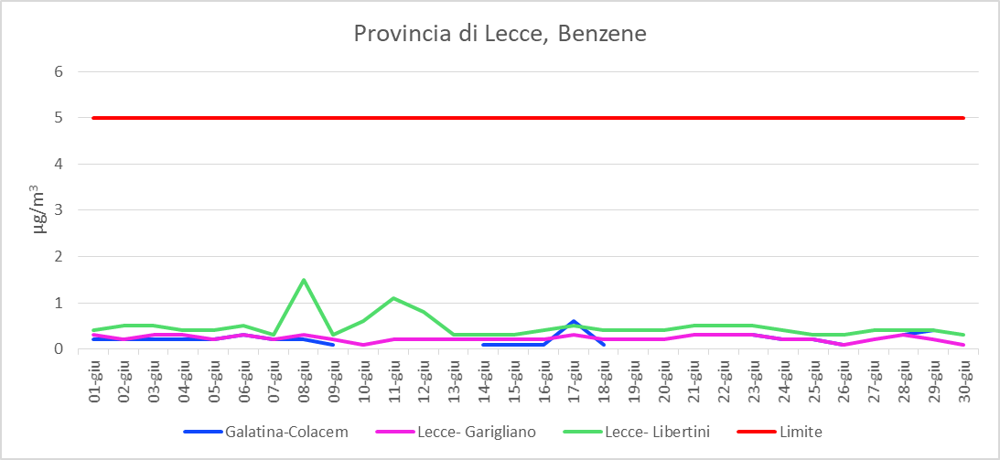 Provincia di Lecce, Benzene
µg/m³
6
5
4
3
2
1
0
01-giu
02-giu
03-giu
04-giu
05-giu
06-giu
07-giu
08-giu
09-giu
10-giu
11-giu
12-giu
13-giu
14-giu
15-giu
16-giu
17-giu
18-giu
19-giu
20-giu
21-giu
22-giu
23-giu
24-giu
25-giu
26-giu
27-giu
28-giu
29-giu
30-giu
Galatina-Colacem Lecce- Garigliano Lecce- Libertini Limite